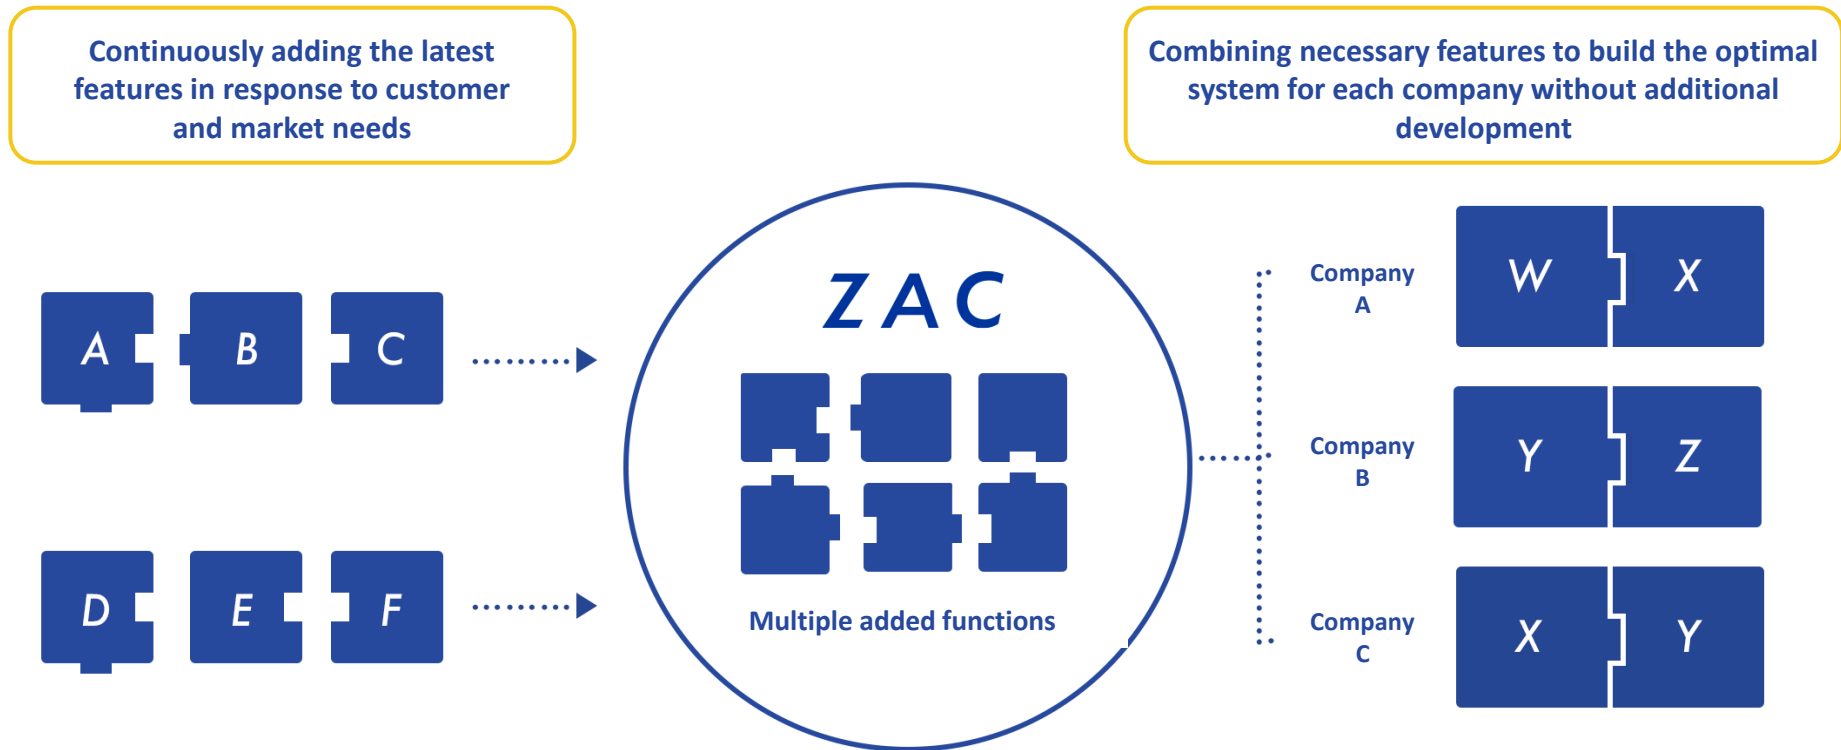 Continuously adding the latest
features in response to customer
and market needs
Combining necessary features to build the optimal
system for each company without additional
development
A
B
C
D
E
F
ZAC
Multiple added functions
Company
A
W
X
Company
B
Y
Z
Company
C
X
Y